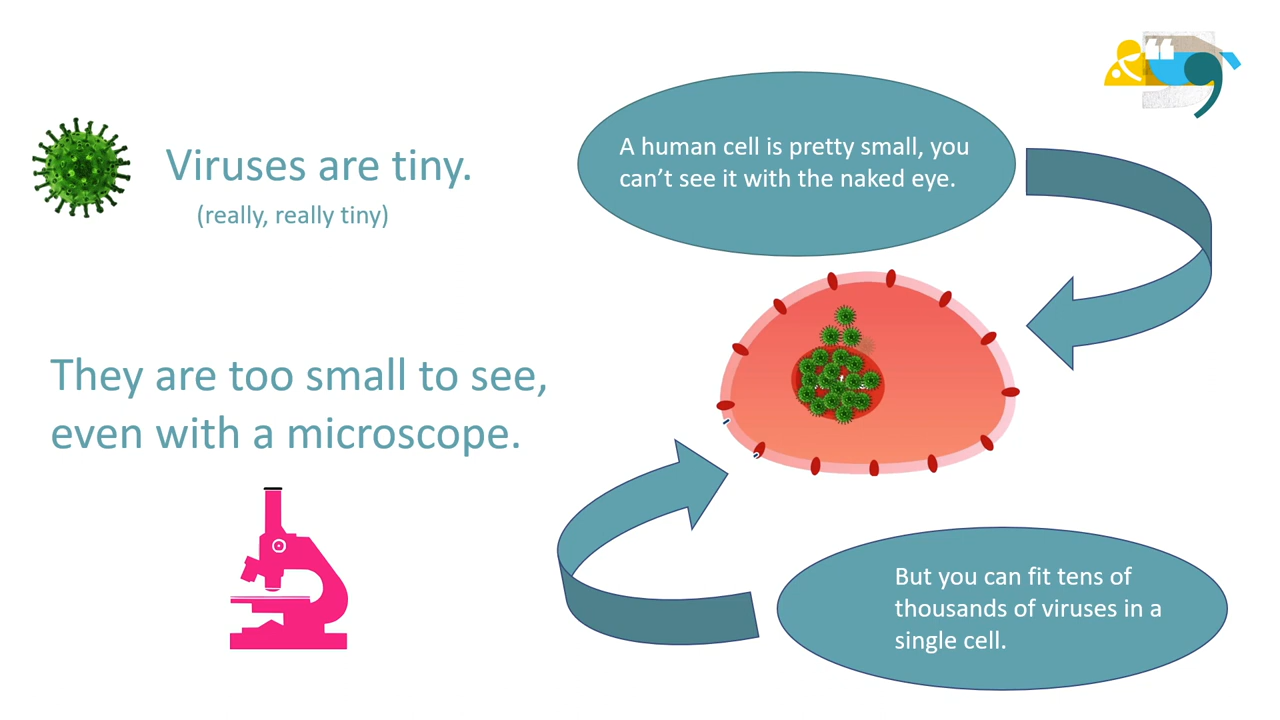 Viruses are tiny.
(really, really tiny)
They are too small to see,
even with a microscope.
A human cell is pretty small, you
can’t see it with the naked eye.
But you can fit tens of
thousands of viruses in a
single cell.